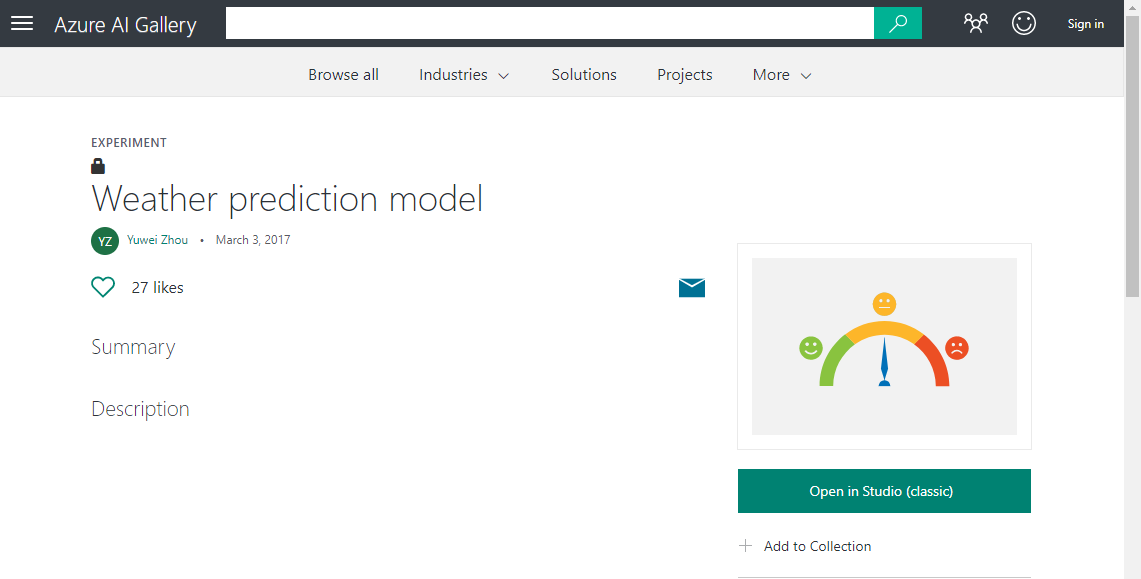 Azure AI Gallery
Sign in
Browse all Industries Solutions Projects More
EXPERIMENT
Weather prediction model
YZ Yuwei Zhou • March 3, 2017
27 likes
Summary
Description
Open in Studio (classic)
Add to Collection